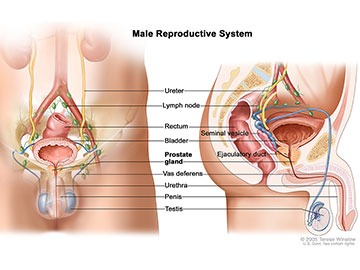 Male Reproductive System
Ureter
Lymph node
Rectum
Seminal vesicle
Bladder
Ejaculatory duct
Prostate
gland
Vas deferens
Urethra
Penis
Testis
© 2005 Terese Winslow
U.S. Govt. has certain rights